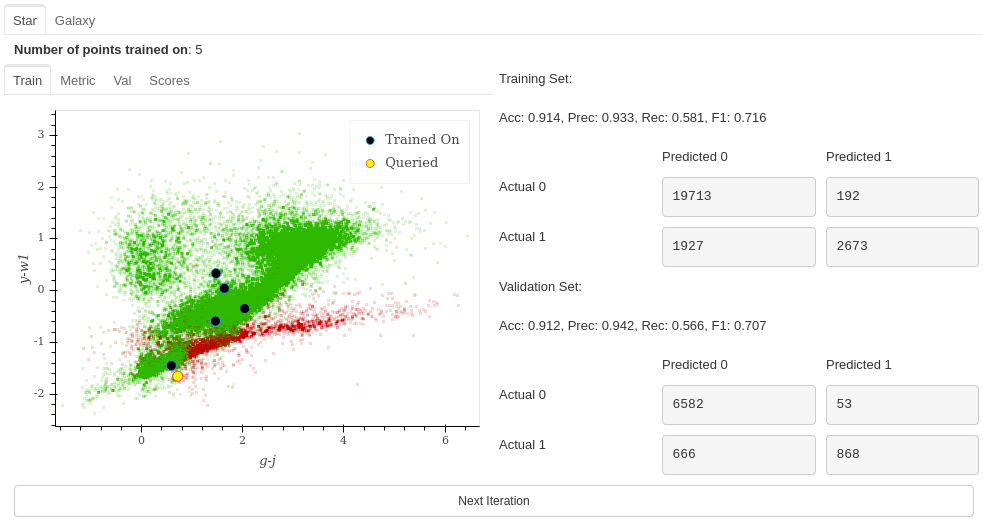 Star Galaxy
Number of points trained on: 5
Train Metric Val Scores
3
2
1
0
-1
-2
y-w1
0 2 4 6
g-j
Trained On
Queried
Training Set:
Acc: 0.914, Prec: 0.933, Rec: 0.581, F1: 0.716
Predicted 0 Predicted 1
Actual 0 19713 192
Actual 1 1927 2673
Validation Set:
Acc: 0.912, Prec: 0.942, Rec: 0.566, F1: 0.707
Predicted 0 Predicted 1
Actual 0 6582 53
Actual 1 666 868
Next Iteration